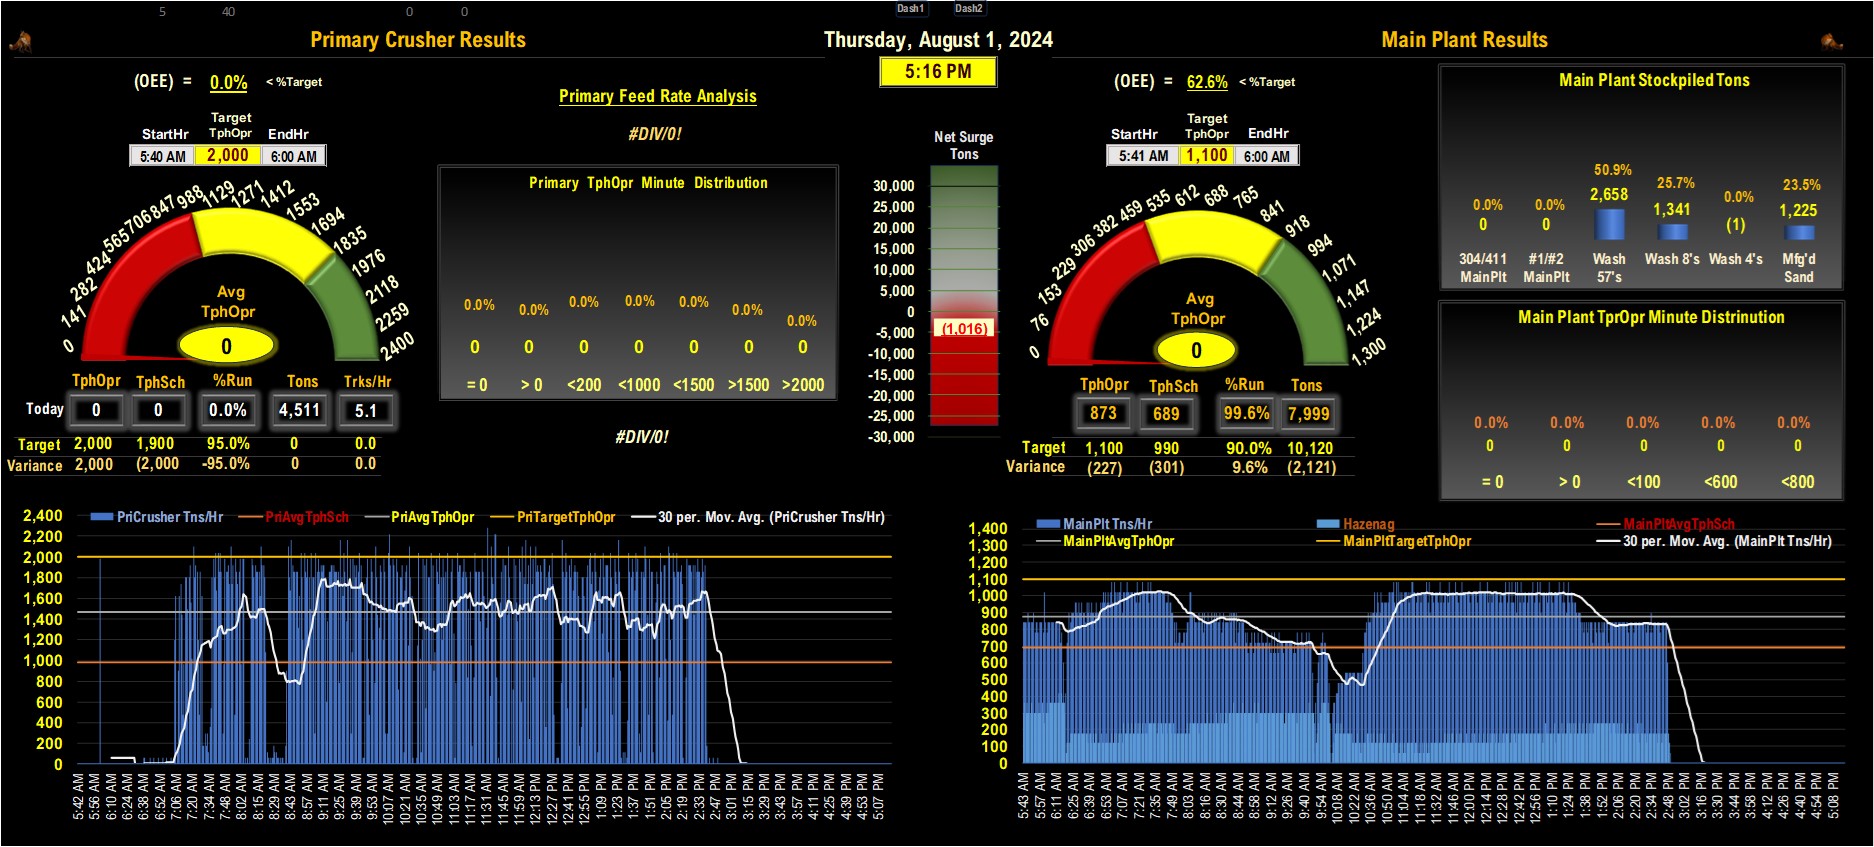 5 40 0 0 Dash1 Dash2
Primary Crusher Results
Thursday, August 1, 2024
Main Plant Results
5:16 PM
(OEE) = 0.0% < %Target
Target
StartHr TphOpr EndHr
5:40 AM 2,000 6:00 AM
0 141 282 424 565 706 847 988 1129 1271 1412 1553 1694 1835 1976 2118 2259 2400
Avg
TphOpr
0
TphOpr TphSch %Run Tons Trks/Hr
Today 0 0 0.0% 4,511 5.1
Target 2,000 1,900 95.0% 0 0.0
Variance 2,000 (2,000 -95.0% 0 0.0
Primary Feed Rate Analysis
#DIV/0!
Primary TphOpr Minute Distribution
0.0% 0.0% 0.0% 0.0% 0.0% 0.0% 0.0%
0 0 0 0 0 0 0
= 0 > 0 <200 <1000 <1500 >1500 >2000
#DIV/0!
Net Surge
Tons
30,000
25,000
20,000
15,000
10,000
5,000
0
-5,000
-10,000
-15,000
-20,000
-25,000
-30,000
(1,016)
(OEE) = 62.6% < %Target
Target
StartHr TphOpr EndHr
5:41 AM 1,100 6:00 AM
0 76 153 229 306 382 459 535 612 688 765 841 918 994 1,071 1,147 1,224 1,300
Avg
TphOpr
0
TphOpr TphSch %Run Tons
873 689 99.6% 7,999
Target 1,100 990 90.0% 10,120
Variance (227) (301) 9.6% (2,121)
Main Plant Stockpiled Tons
0.0% 0.0% 50.9% 25.7% 0.0% 23.5%
0 0 2,658 1,341 (1) 1,225
304/411 #1/#2 Wash Wash 8's Wash 4's Mfg'd
MainPlt MainPlt 57's Sand
Main Plant TprOpr Minute Distrinution
0.0% 0.0% 0.0% 0.0% 0.0%
0 0 0 0 0
= 0 > 0 <100 <600 <800
PriCrusher Tns/Hr PriAvgTphSch PriAvgTphOpr PriTargetTphOpr 30 per. Mov. Avg. (PriCrusher Tns/Hr)
2,400
2,200
2,000
1,800
1,600
1,400
1,200
1,000
800
600
400
200
0
5:42 AM 5:56 AM 6:10 AM 6:24 AM 6:38 AM 6:52 AM 7:06 AM 7:20 AM 7:34 AM 7:48 AM 8:02 AM 8:15 AM 8:29 AM 8:43 AM 8:57 AM 9:11 AM 9:25 AM 9:39 AM 9:53 AM 10:07 AM 10:21 AM 10:35 AM 10:49 AM 11:03 AM 11:17 AM 11:31 AM 11:45 AM 11:59 AM 12:13 PM 12:27 PM 12:41 PM 12:55 PM 1:09 PM 1:23 PM 1:37 PM 1:51 PM 2:05 PM 2:19 PM 2:33 PM 2:47 PM 3:01 PM 3:15 PM 3:29 PM 3:43 PM 3:57 PM 4:11 PM 4:25 PM 4:39 PM 4:53 PM 5:07 PM
MainPlt Tns/Hr Hazenag MainPltAvgTphSch
MainPltAvgTphOpr MainPltTargetTphOpr 30 per. Mov. Avg. (MainPlt Tns/Hr)
1,400
1,300
1,200
1,100
1,000
900
800
700
600
500
400
300
200
100
0
5:43 AM 5:57 AM 6:11 AM 6:25 AM 6:39 AM 6:53 AM 7:07 AM 7:21 AM 7:35 AM 7:49 AM 8:03 AM 8:16 AM 8:30 AM 8:44 AM 8:58 AM 9:12 AM 9:26 AM 9:40 AM 9:54 AM 10:08 AM 10:22 AM 10:36 AM 10:50 AM 11:04 AM 11:18 AM 11:32 AM 11:46 AM 12:00 PM 12:14 PM 12:28 PM 12:42 PM 12:56 PM 1:10 PM 1:24 PM 1:38 PM 1:52 PM 2:06 PM 2:20 PM 2:34 PM 2:48 PM 3:02 PM 3:16 PM 3:30 PM 3:44 PM 3:58 PM 4:12 PM 4:26 PM 4:40 PM 4:54 PM 5:08 PM